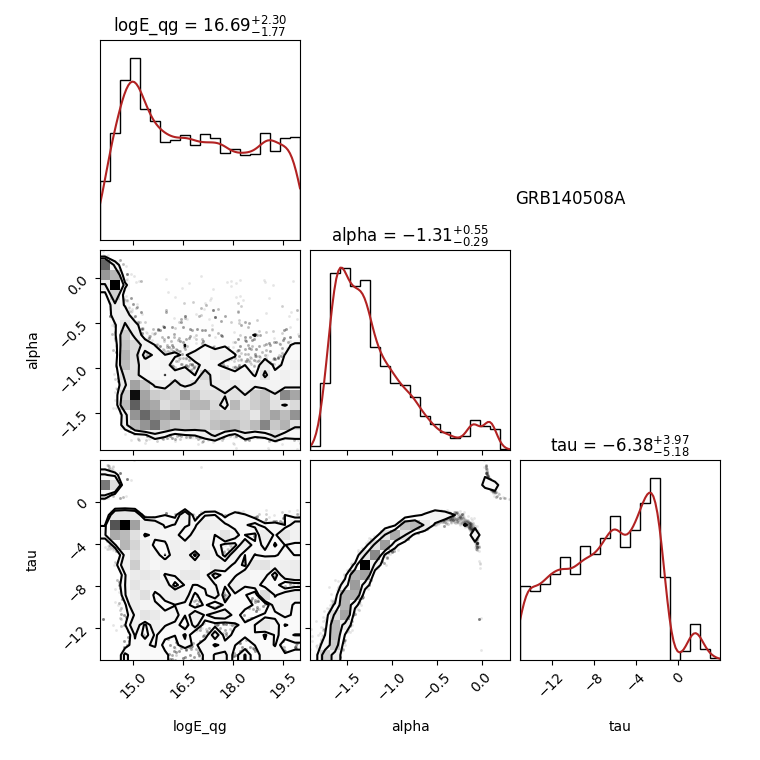 logE_qg = 16.69+2.30−1.77
GRB140508A
alpha = −1.31+0.55−0.29
0.0
−0.5
−1.0
−1.5
alpha
tau = −6.38+3.97−5.18
0
−4
−8
−12
tau
15.0 16.5 18.0 19.5
−1.5 −1.0 −0.5 0.0
−12 −8 −4 0
logE_qg alpha tau